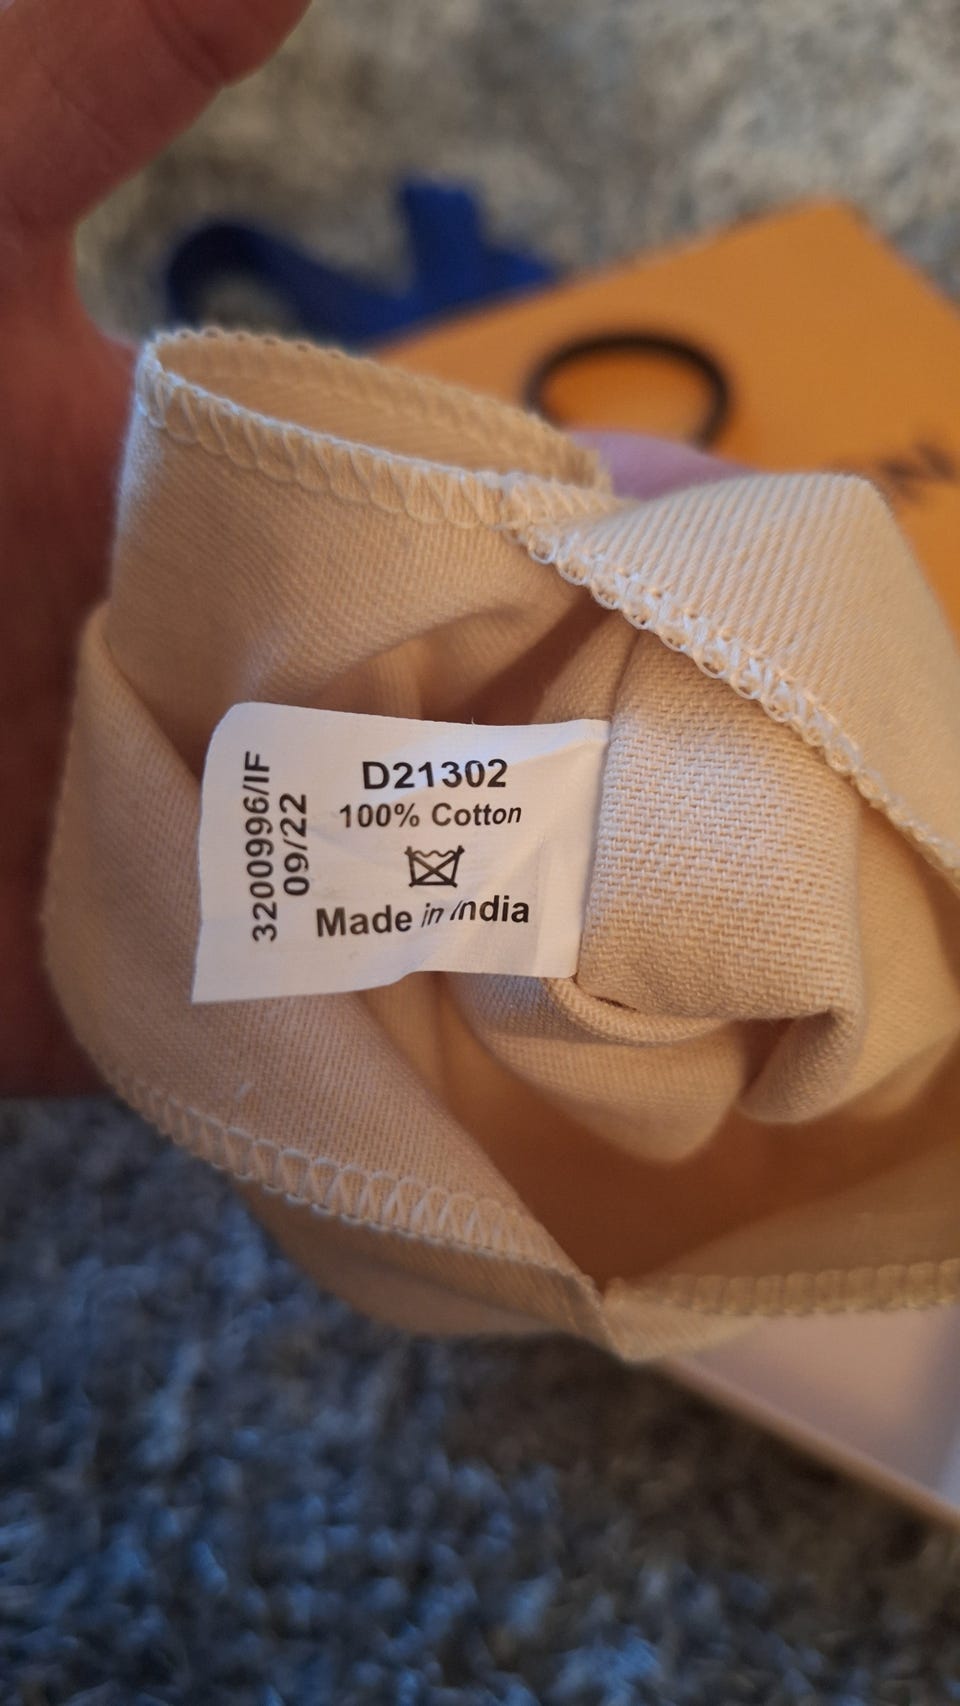 D21302
100% Cotton
Made in India
3200996/IF
09/22